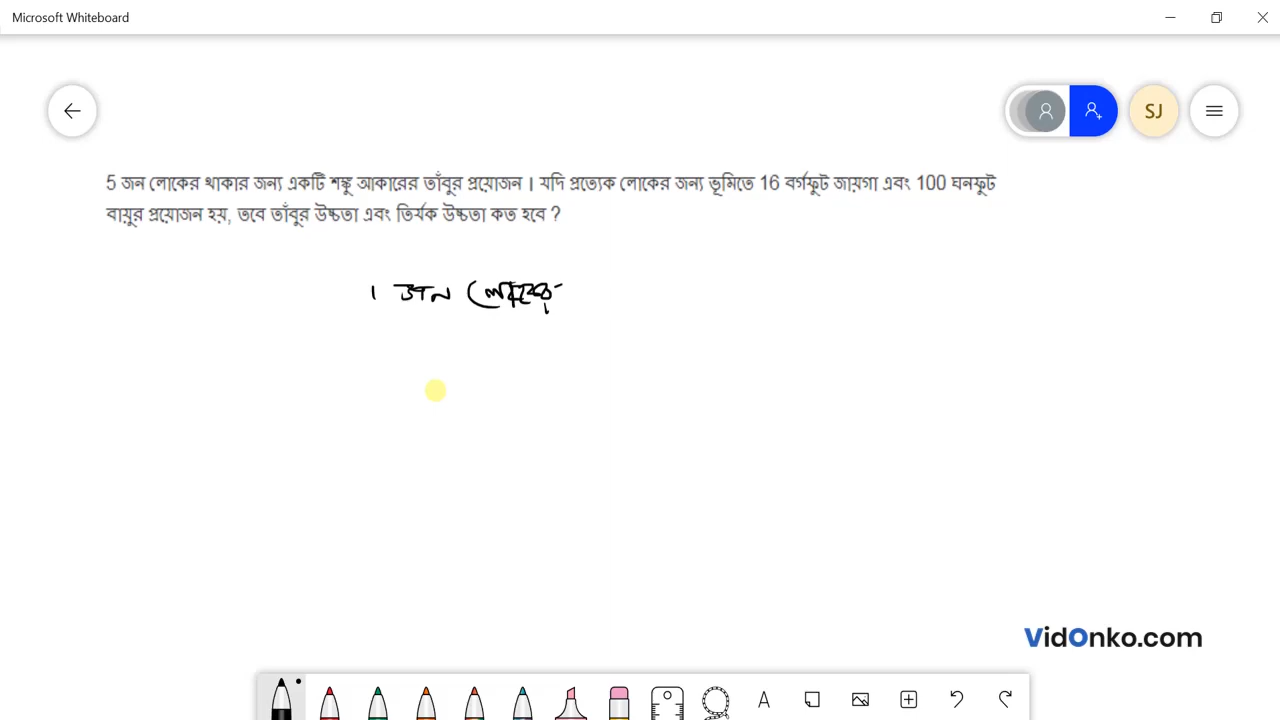 Microsoft Whiteboard
SJ
5 জন লোকের থাকার জন্য একটি শঙ্কু আকারের তাঁবুর প্রয়োজন । যদি প্রত্যেক লোকের জন্য ভূমিতে 16 বর্গফুট জায়গা এবং 100 ঘনফুট
বায়ুর প্রয়োজন হয়, তবে তাঁবুর উচ্চতা এবং তির্যক উচ্চতা কত হবে ?
1 জন লোকের
VidOnko.com
A